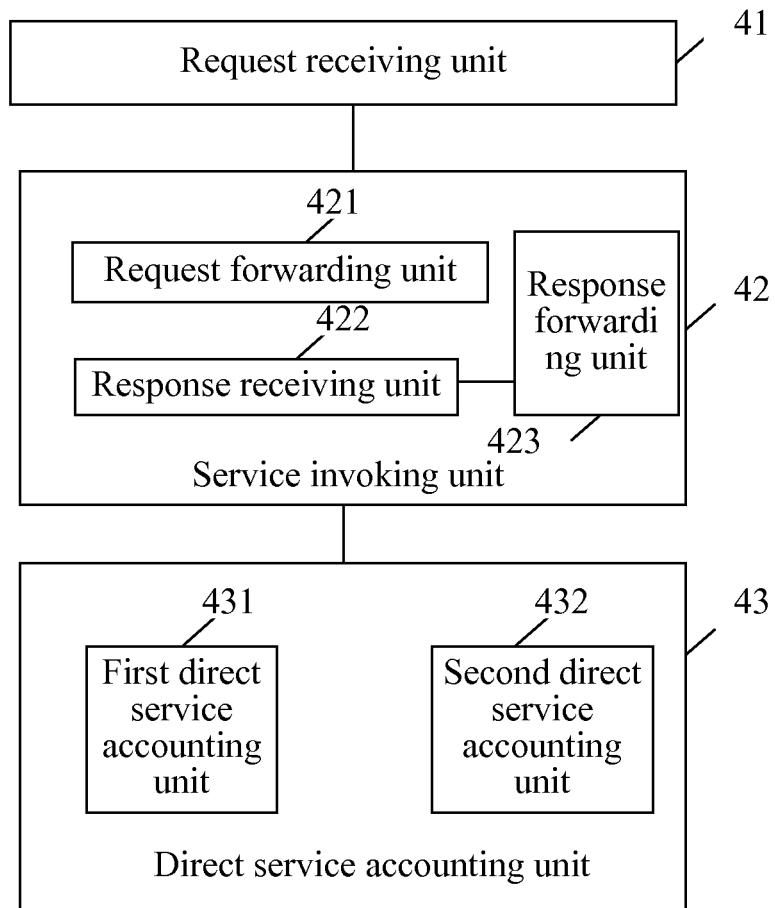 41
Request receiving unit
421
Request forwarding unit
422
Response receiving unit
Response
forwardi
ng unit
42
423
Service invoking unit
431
First direct
service
accounting
unit
432
Second direct
service
accounting
unit
43
Direct service accounting unit